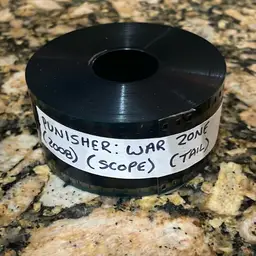 PUNISHER: WAR ZONE
(2008) (SCOPE) (TAIL)